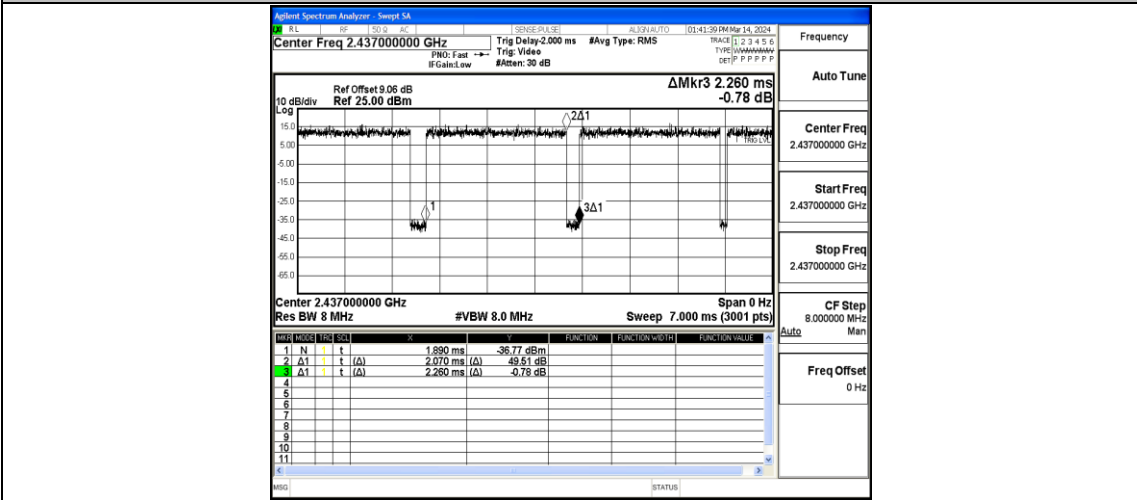 Agilent Spectrum Analyzer - Swept SA
RL RF 50 Ω AC SENSE:PULSE ALIGN AUTO 01:41:39 PM Mar 14, 2024
Center Freq 2.437000000 GHz
PNO: Fast
IFGain:Low
Trig Delay-2.000 ms
Trig: Video
#Atten: 30 dB
#Avg Type: RMS
TRACE 1 2 3 4 5 6
TYPE
DET P P P P P P
Frequency
Auto Tune
Center Freq
2.437000000 GHz
Start Freq
2.437000000 GHz
Stop Freq
2.437000000 GHz
CF Step
8.000000 MHz
Auto Man
Freq Offset
0 Hz
ΔMkr3 2.260 ms
-0.78 dB
Ref Offset 9.06 dB
10 dB/div Ref 25.00 dBm
Log
15.0
5.00
-5.00
-15.0
-25.0
-35.0
-45.0
-55.0
-65.0
2Δ1
TRIG LVL
1
3Δ1
Center 2.437000000 GHz Span 0 Hz
Res BW 8 MHz #VBW 8.0 MHz Sweep 7.000 ms (3001 pts)
MKR MODE TRC SCL X Y FUNCTION FUNCTION WIDTH FUNCTION VALUE
1 N 1 t 1.890 ms -36.77 dBm
2 Δ1 1 t (Δ) 2.070 ms (Δ) 49.51 dB
3 Δ1 1 t (Δ) 2.260 ms (Δ) -0.78 dB
4
5
6
7
8
9
10
11
MSG STATUS